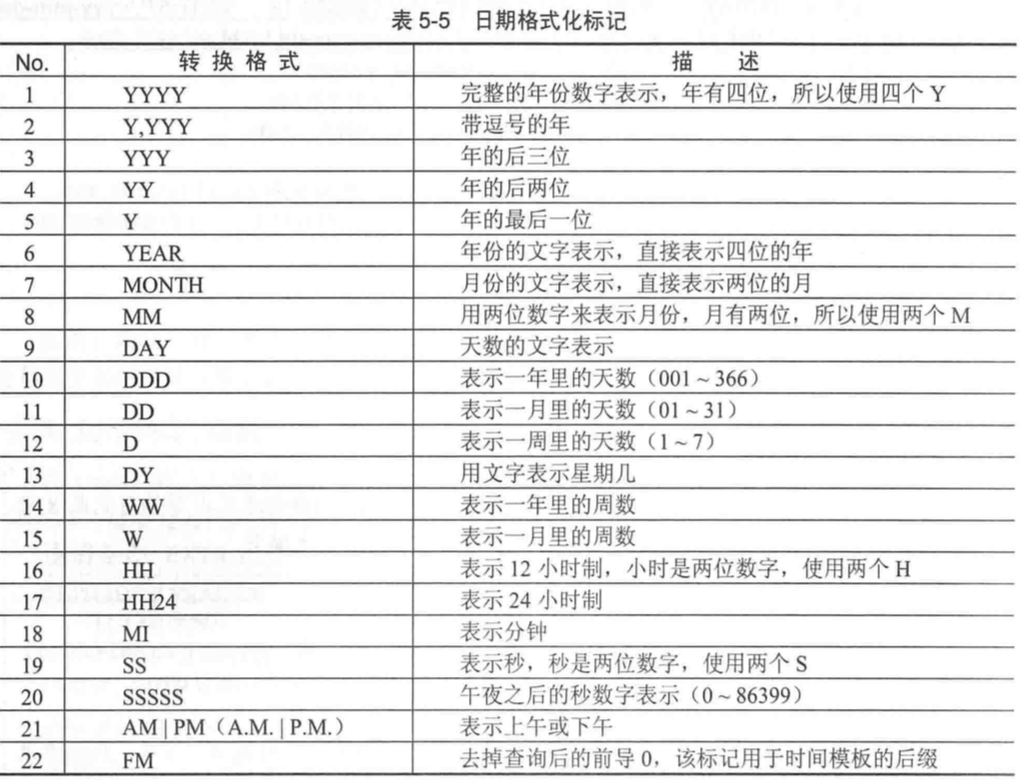 表 5-5 日期格式化标记
No. 转 换 格 式 描 述
1 YYYY 完整的年份数字表示，年有四位，所以使用四个 Y
2 Y,YYY 带逗号的年
3 YYY 年的后三位
4 YY 年的后两位
5 Y 年的最后一位
6 YEAR 年份的文字表示，直接表示四位的年
7 MONTH 月份的文字表示，直接表示两位的月
8 MM 用两位数字来表示月份，月有两位，所以使用两个 M
9 DAY 天数的文字表示
10 DDD 表示一年里的天数（001～366）
11 DD 表示一月里的天数（01～31）
12 D 表示一周里的天数（1～7）
13 DY 用文字表示星期几
14 WW 表示一年里的周数
15 W 表示一月里的周数
16 HH 表示 12 小时制，小时是两位数字，使用两个 H
17 HH24 表示 24 小时制
18 MI 表示分钟
19 SS 表示秒，秒是两位数字，使用两个 S
20 SSSSS 午夜之后的秒数字表示（0～86399）
21 AM | PM（A.M. | P.M.） 表示上午或下午
22 FM 去掉查询后的前导 0，该标记用于时间模板的后缀